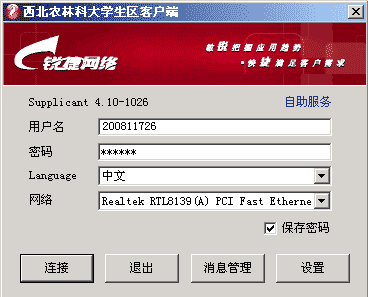 西北农林科大学生区客户端
锐捷网络
敏锐把握应用趋势
·快捷满足客户需求
Supplicant 4.10-1026
自助服务
用户名
200811726
密码
******
Language
中文
网络
Realtek RTL8139(A) PCI Fast Etherne
保存密码
连接
退出
消息管理
设置